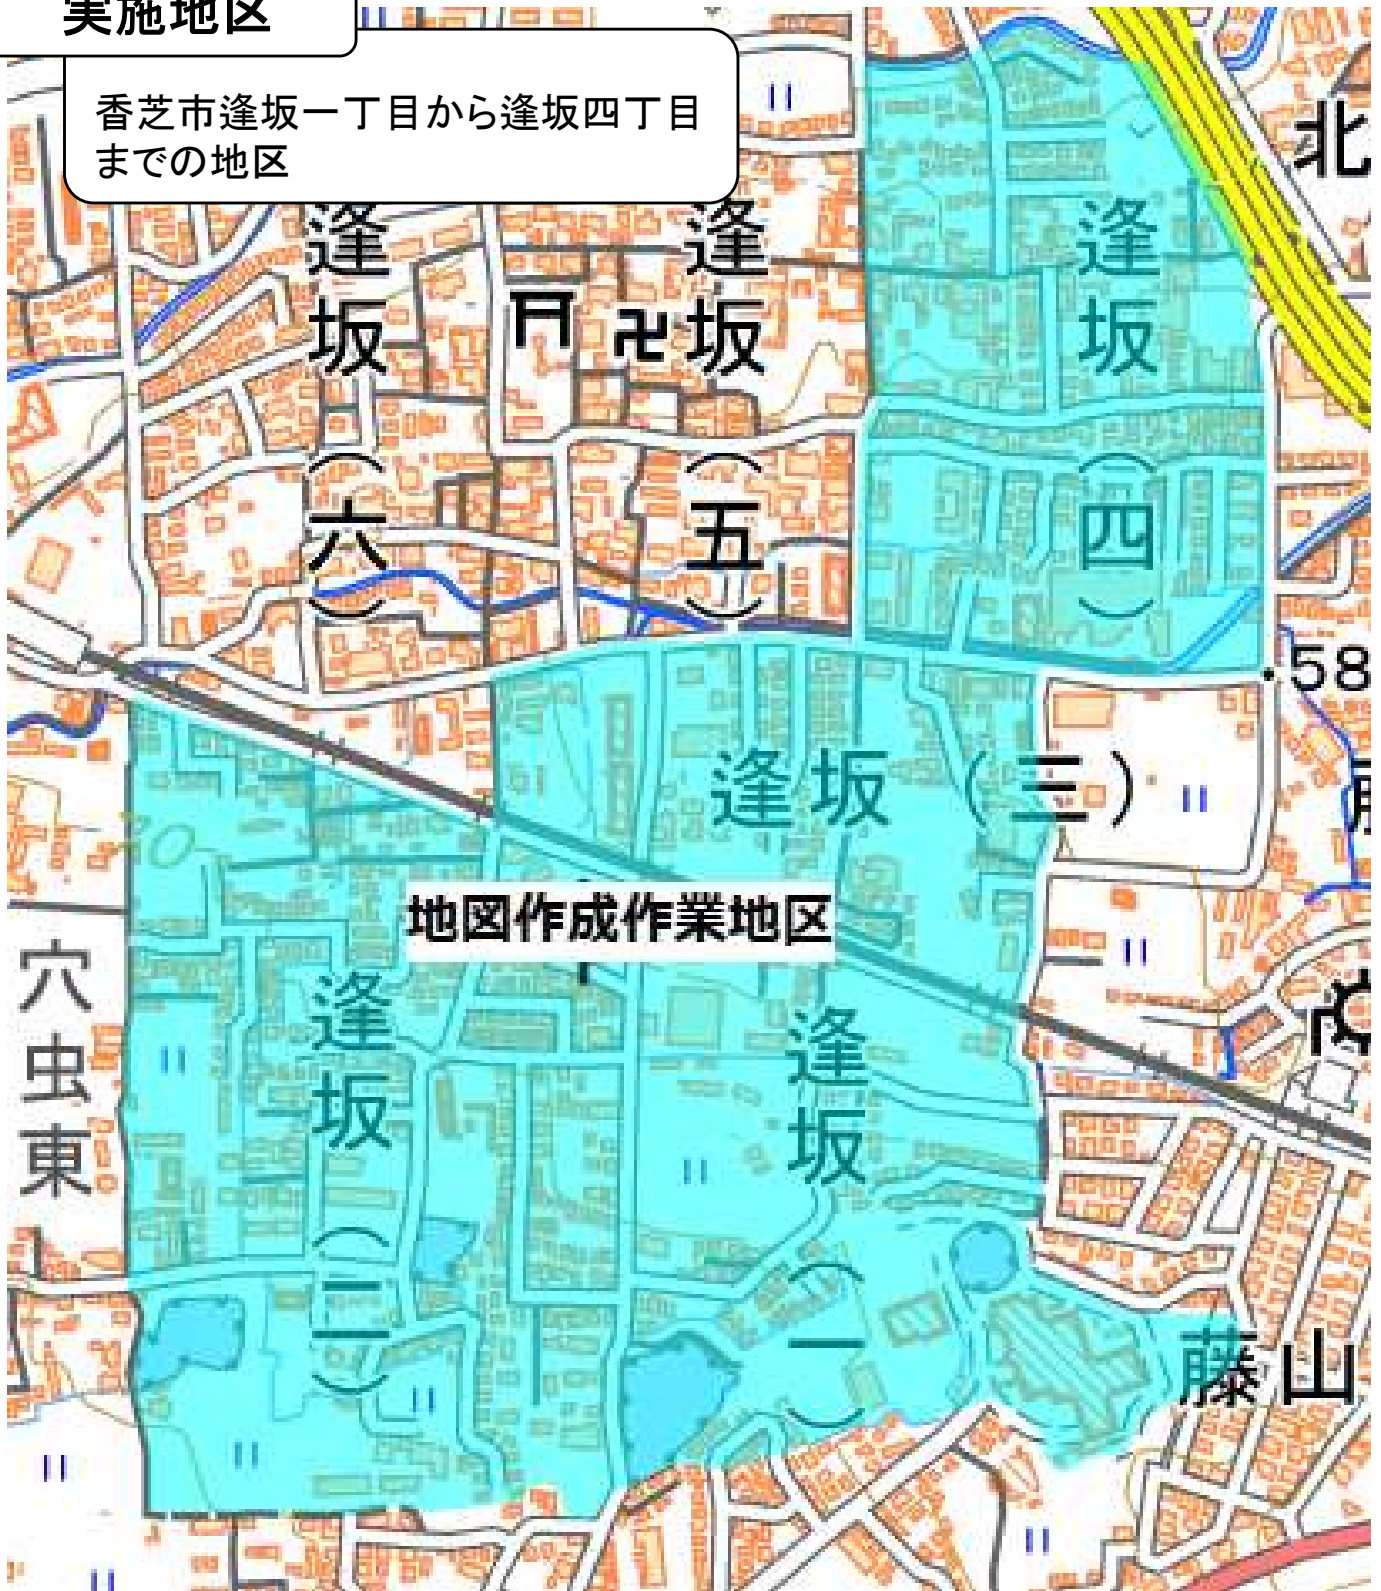 実施地区
香芝市逢坂一丁目から逢坂四丁目
までの地区
北
逢坂(六)
逢坂(五)
逢坂(四)
58
逢坂(三)
70
地図作成作業地区
穴虫東
逢坂(二)
逢坂(一)
藤山